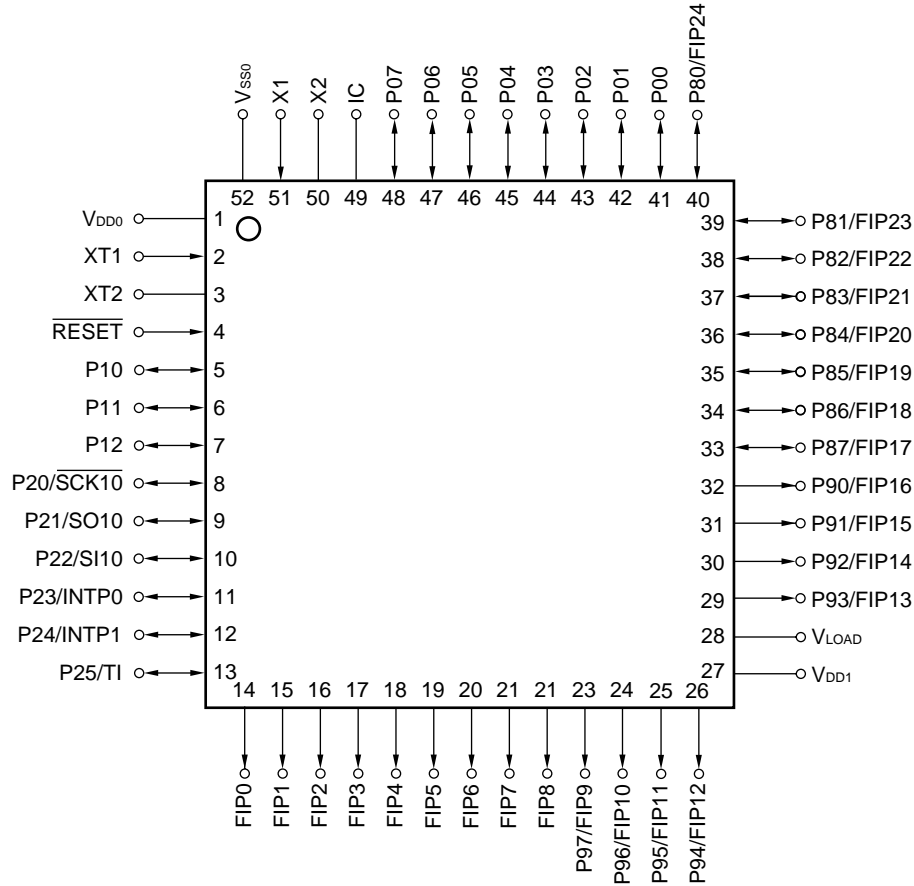 VSS0
X1
X2
IC
P07
P06
P05
P04
P03
P02
P01
P00
P80/FIP24
52 51 50 49 48 47 46 45 44 43 42 41 40
VDD0 1
XT1 2
XT2 3
RESET 4
P10 5
P11 6
P12 7
P20/SCK10 8
P21/SO10 9
P22/SI10 10
P23/INTP0 11
P24/INTP1 12
P25/TI 13
39 P81/FIP23
38 P82/FIP22
37 P83/FIP21
36 P84/FIP20
35 P85/FIP19
34 P86/FIP18
33 P87/FIP17
32 P90/FIP16
31 P91/FIP15
30 P92/FIP14
29 P93/FIP13
28 VLOAD
27 VDD1
14 15 16 17 18 19 20 21 21 23 24 25 26
FIP0
FIP1
FIP2
FIP3
FIP4
FIP5
FIP6
FIP7
FIP8
P97/FIP9
P96/FIP10
P95/FIP11
P94/FIP12